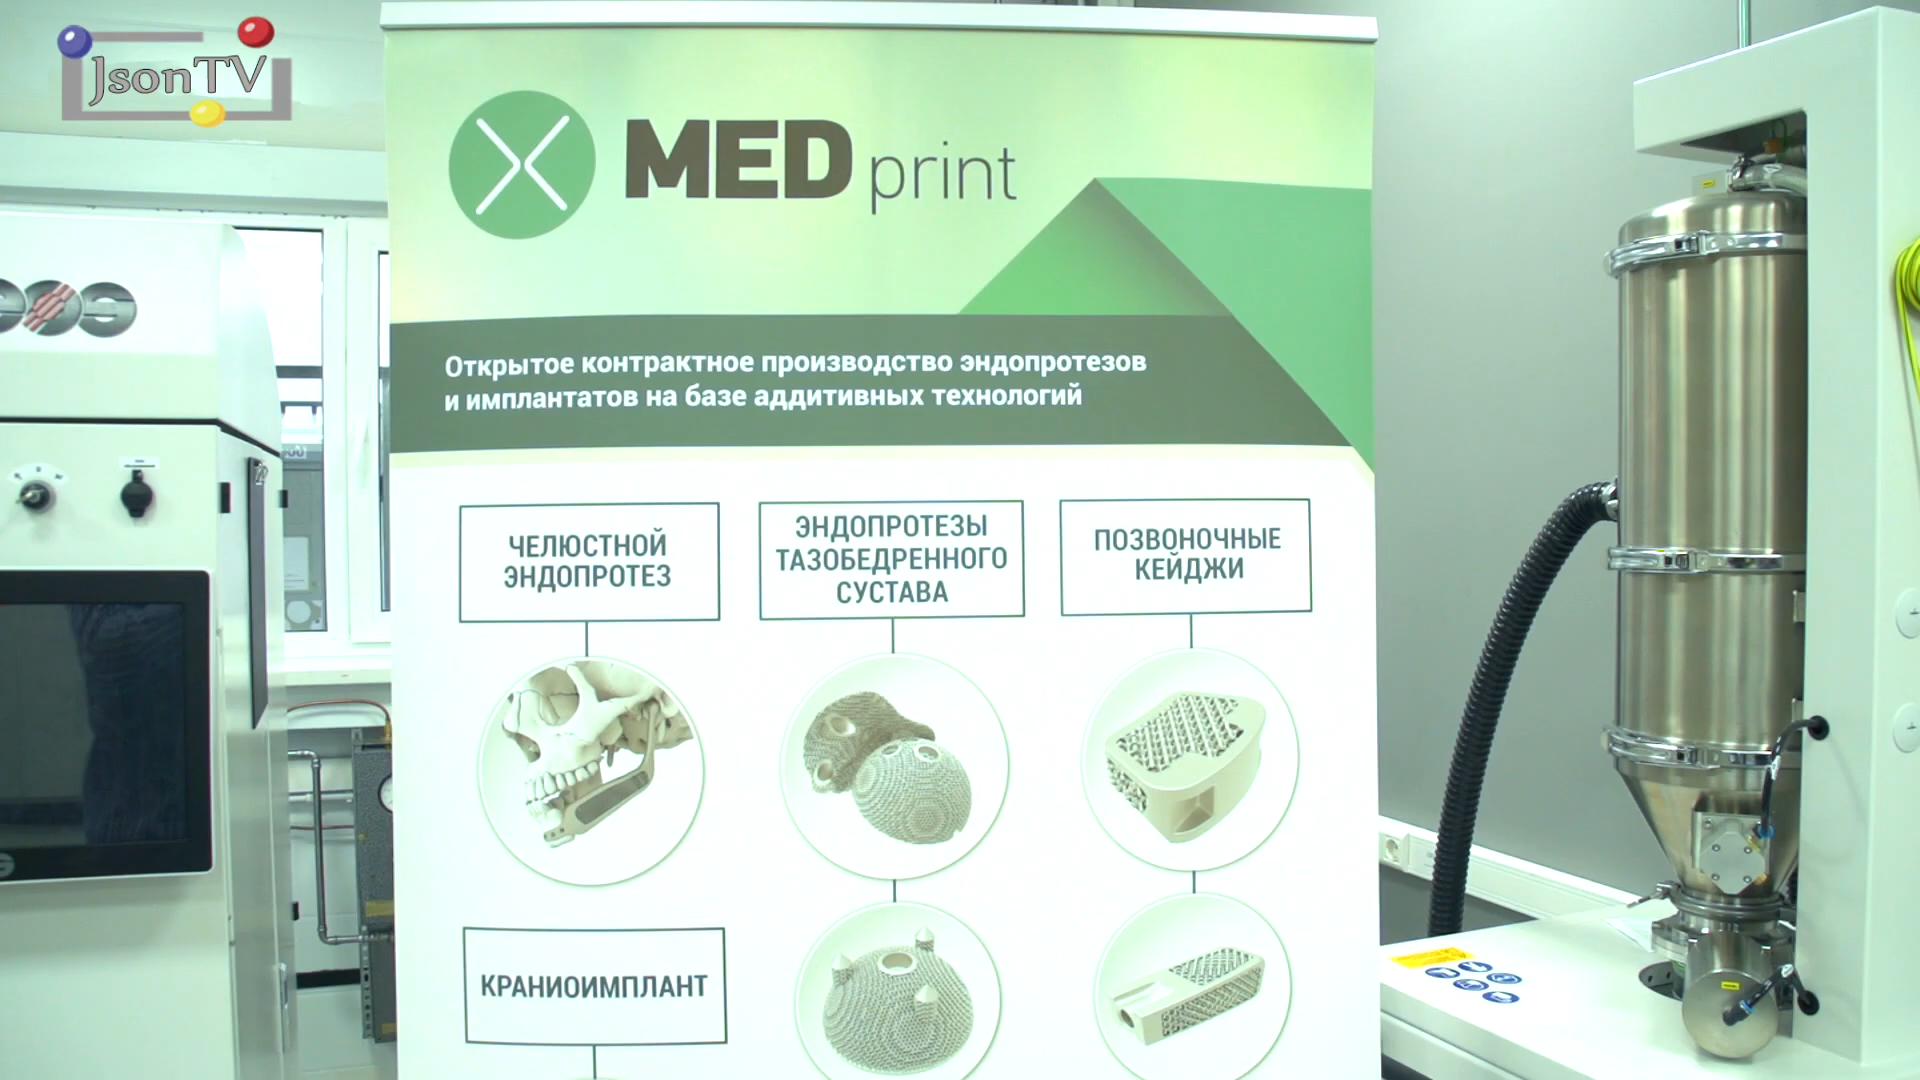 JsonTV
MED print
Открытое контрактное производство эндопротезов
и имплантатов на базе аддитивных технологий
ЧЕЛЮСТНОЙ
ЭНДОПРОТЕЗ
ЭНДОПРОТЕЗЫ
ТАЗОБЕДРЕННОГО
СУСТАВА
ПОЗВОНОЧНЫЕ
КЕЙДЖИ
КРАНИОИМПЛАНТ